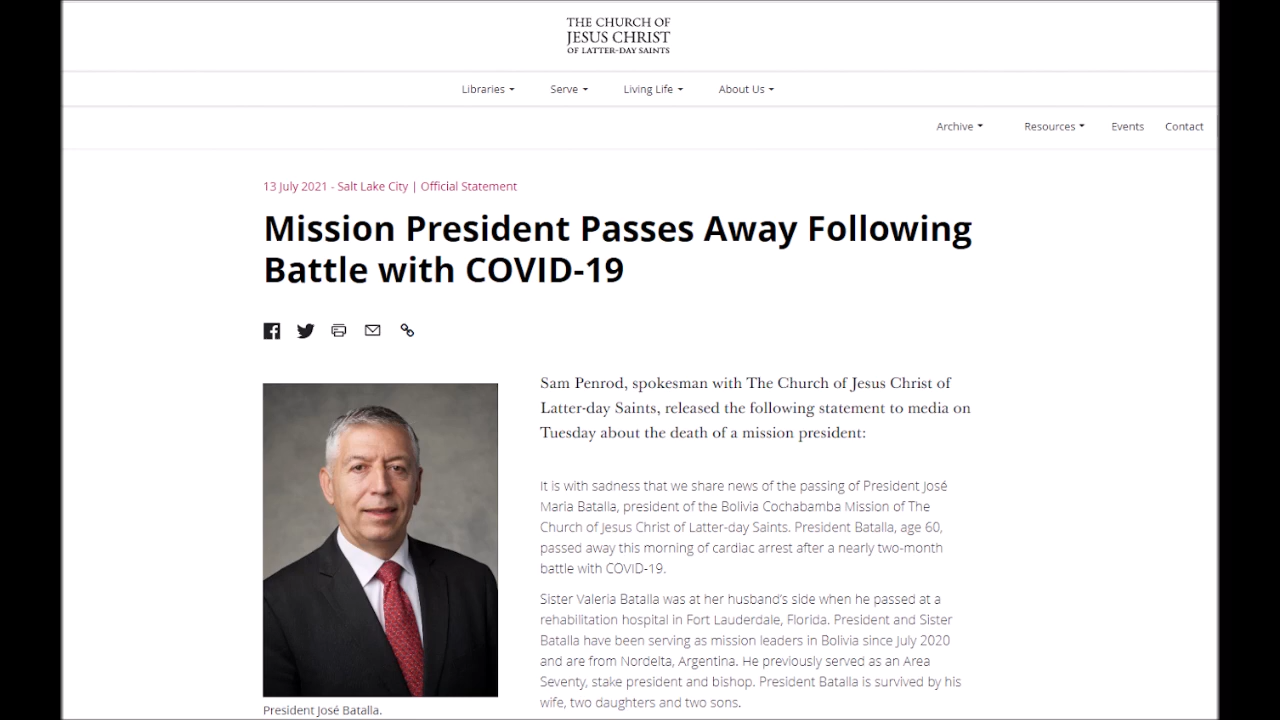 THE CHURCH OF
JESUS CHRIST
OF LATTER-DAY SAINTS
Libraries Serve Living Life About Us
Archive Resources Events Contact
13 July 2021 - Salt Lake City | Official Statement
Mission President Passes Away Following
Battle with COVID-19
Sam Penrod, spokesman with The Church of Jesus Christ of
Latter-day Saints, released the following statement to media on
Tuesday about the death of a mission president:
It is with sadness that we share news of the passing of President José
Maria Batalla, president of the Bolivia Cochabamba Mission of The
Church of Jesus Christ of Latter-day Saints. President Batalla, age 60,
passed away this morning of cardiac arrest after a nearly two-month
battle with COVID-19.
Sister Valeria Batalla was at her husband's side when he passed at a
rehabilitation hospital in Fort Lauderdale, Florida. President and Sister
Batalla have been serving as mission leaders in Bolivia since July 2020
and are from Nordelta, Argentina. He previously served as an Area
Seventy, stake president and bishop. President Batalla is survived by his
wife, two daughters and two sons.
President José Batalla.